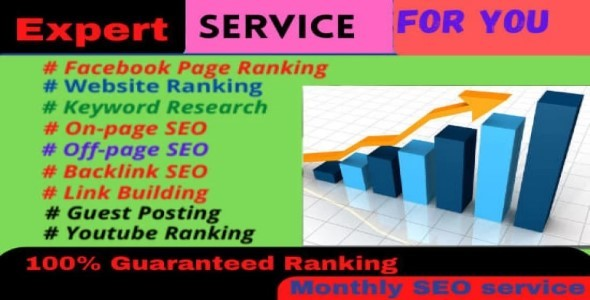 Expert SERVICE FOR YOU
# Facebook Page Ranking
# Website Ranking
# Keyword Research
# On-page SEO
# Off-page SEO
# Backlink SEO
# Link Building
# Guest Posting
# Youtube Ranking
100% Guaranteed Ranking
Monthly SEO service